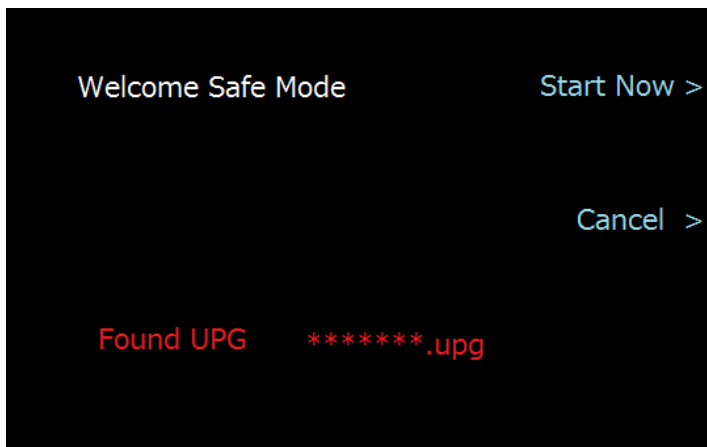 Welcome Safe Mode
Start Now >
Cancel >
Found UPG *******.upg